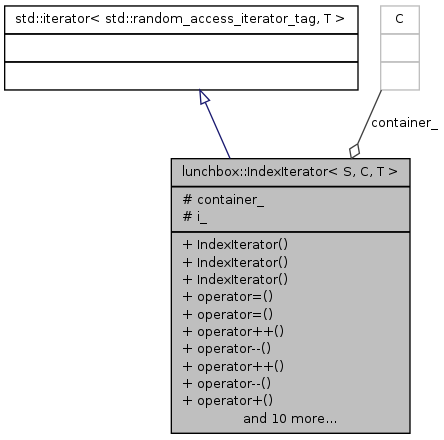 std::iterator< std::random_access_iterator_tag, T >
C
container_
lunchbox::IndexIterator< S, C, T >
# container_
# i_
+ IndexIterator()
+ IndexIterator()
+ IndexIterator()
+ operator=()
+ operator=()
+ operator++()
+ operator--()
+ operator++()
+ operator--()
+ operator+()
and 10 more...